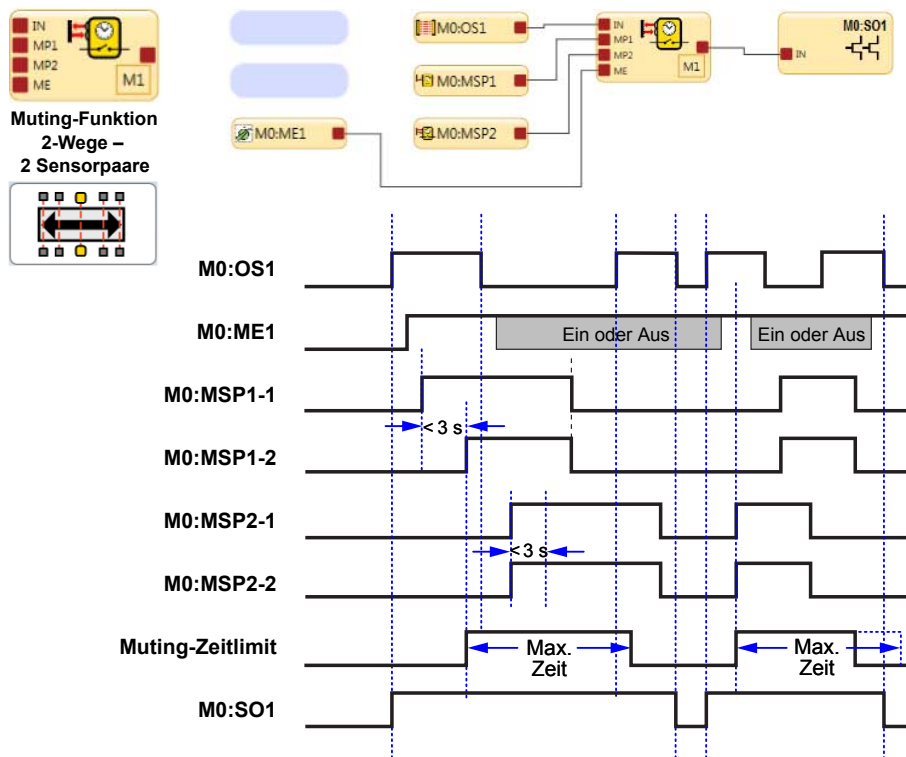 IN
MP1
MP2
ME
M1
Muting-Funktion
2-Wege –
2 Sensorpaare
M0:OS1
M0:MSP1
M0:ME1
M0:MSP2
IN
MP1
MP2
ME
M1
M0:SO1
IN
M0:OS1
M0:ME1
Ein oder Aus
Ein oder Aus
M0:MSP1-1
< 3 s
M0:MSP1-2
M0:MSP2-1
< 3 s
M0:MSP2-2
Muting-Zeitlimit
Max.
Zeit
Max.
Zeit
M0:SO1